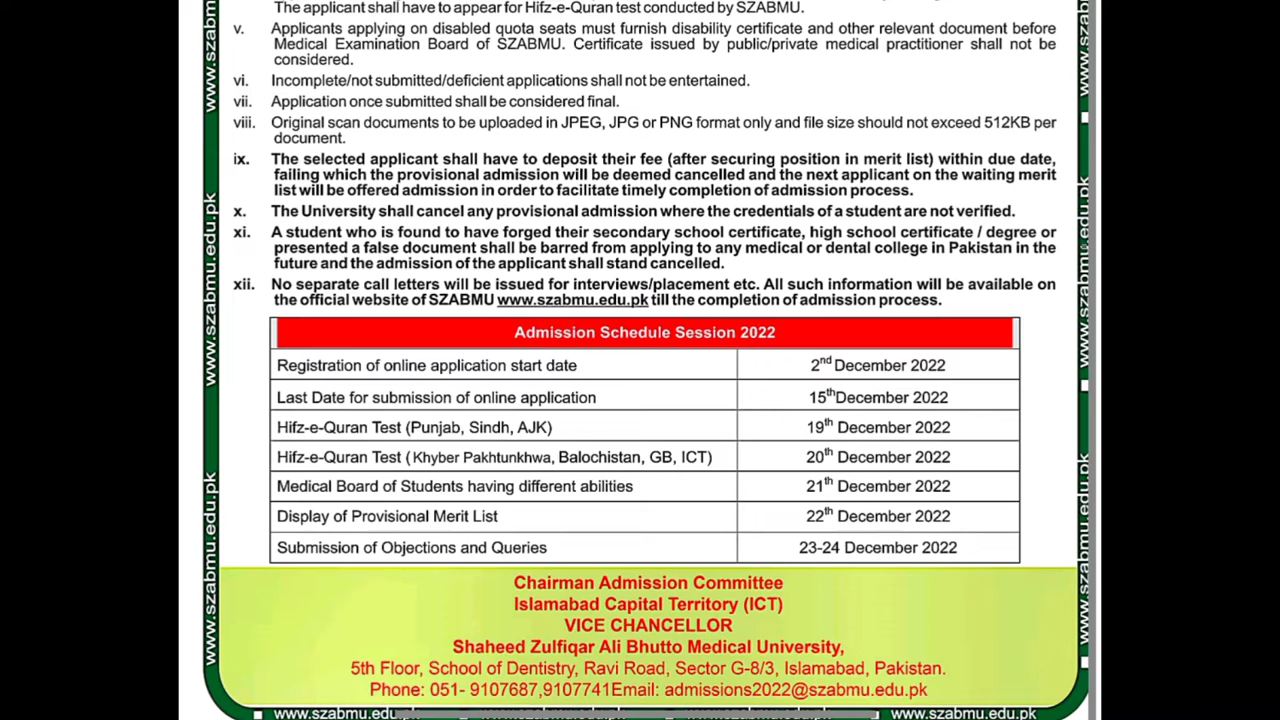 The applicant shall have to appear for Hifz-e-Quran test conducted by SZABMU.
v. Applicants applying on disabled quota seats must furnish disability certificate and other relevant document before
Medical Examination Board of SZABMU. Certificate issued by public/private medical practitioner shall not be
considered.
vi. Incomplete/not submitted/deficient applications shall not be entertained.
vii. Application once submitted shall be considered final.
viii. Original scan documents to be uploaded in JPEG, JPG or PNG format only and file size should not exceed 512KB per
document.
ix. The selected applicant shall have to deposit their fee (after securing position in merit list) within due date,
failing which the provisional admission will be deemed cancelled and the next applicant on the waiting merit
list will be offered admission in order to facilitate timely completion of admission process.
x. The University shall cancel any provisional admission where the credentials of a student are not verified.
xi. A student who is found to have forged their secondary school certificate, high school certificate / degree or
presented a false document shall be barred from applying to any medical or dental college in Pakistan in the
future and the admission of the applicant shall stand cancelled.
xii. No separate call letters will be issued for interviews/placement etc. All such information will be available on
the official website of SZABMU www.szabmu.edu.pk till the completion of admission process.
Admission Schedule Session 2022
Registration of online application start date 2nd December 2022
Last Date for submission of online application 15thDecember 2022
Hifz-e-Quran Test (Punjab, Sindh, AJK) 19th December 2022
Hifz-e-Quran Test (Khyber Pakhtunkhwa, Balochistan, GB, ICT) 20th December 2022
Medical Board of Students having different abilities 21th December 2022
Display of Provisional Merit List 22th December 2022
Submission of Objections and Queries 23-24 December 2022
Chairman Admission Committee
Islamabad Capital Territory (ICT)
VICE CHANCELLOR
Shaheed Zulfiqar Ali Bhutto Medical University,
5th Floor, School of Dentistry, Ravi Road, Sector G-8/3, Islamabad, Pakistan.
Phone: 051- 9107687,9107741Email: admissions2022@szabmu.edu.pk
www.szabmu.edu.pk
www.szabmu.edu.pk
www.szabmu.edu.pk
www.szabmu.edu.pk
www.szabmu.edu.pk